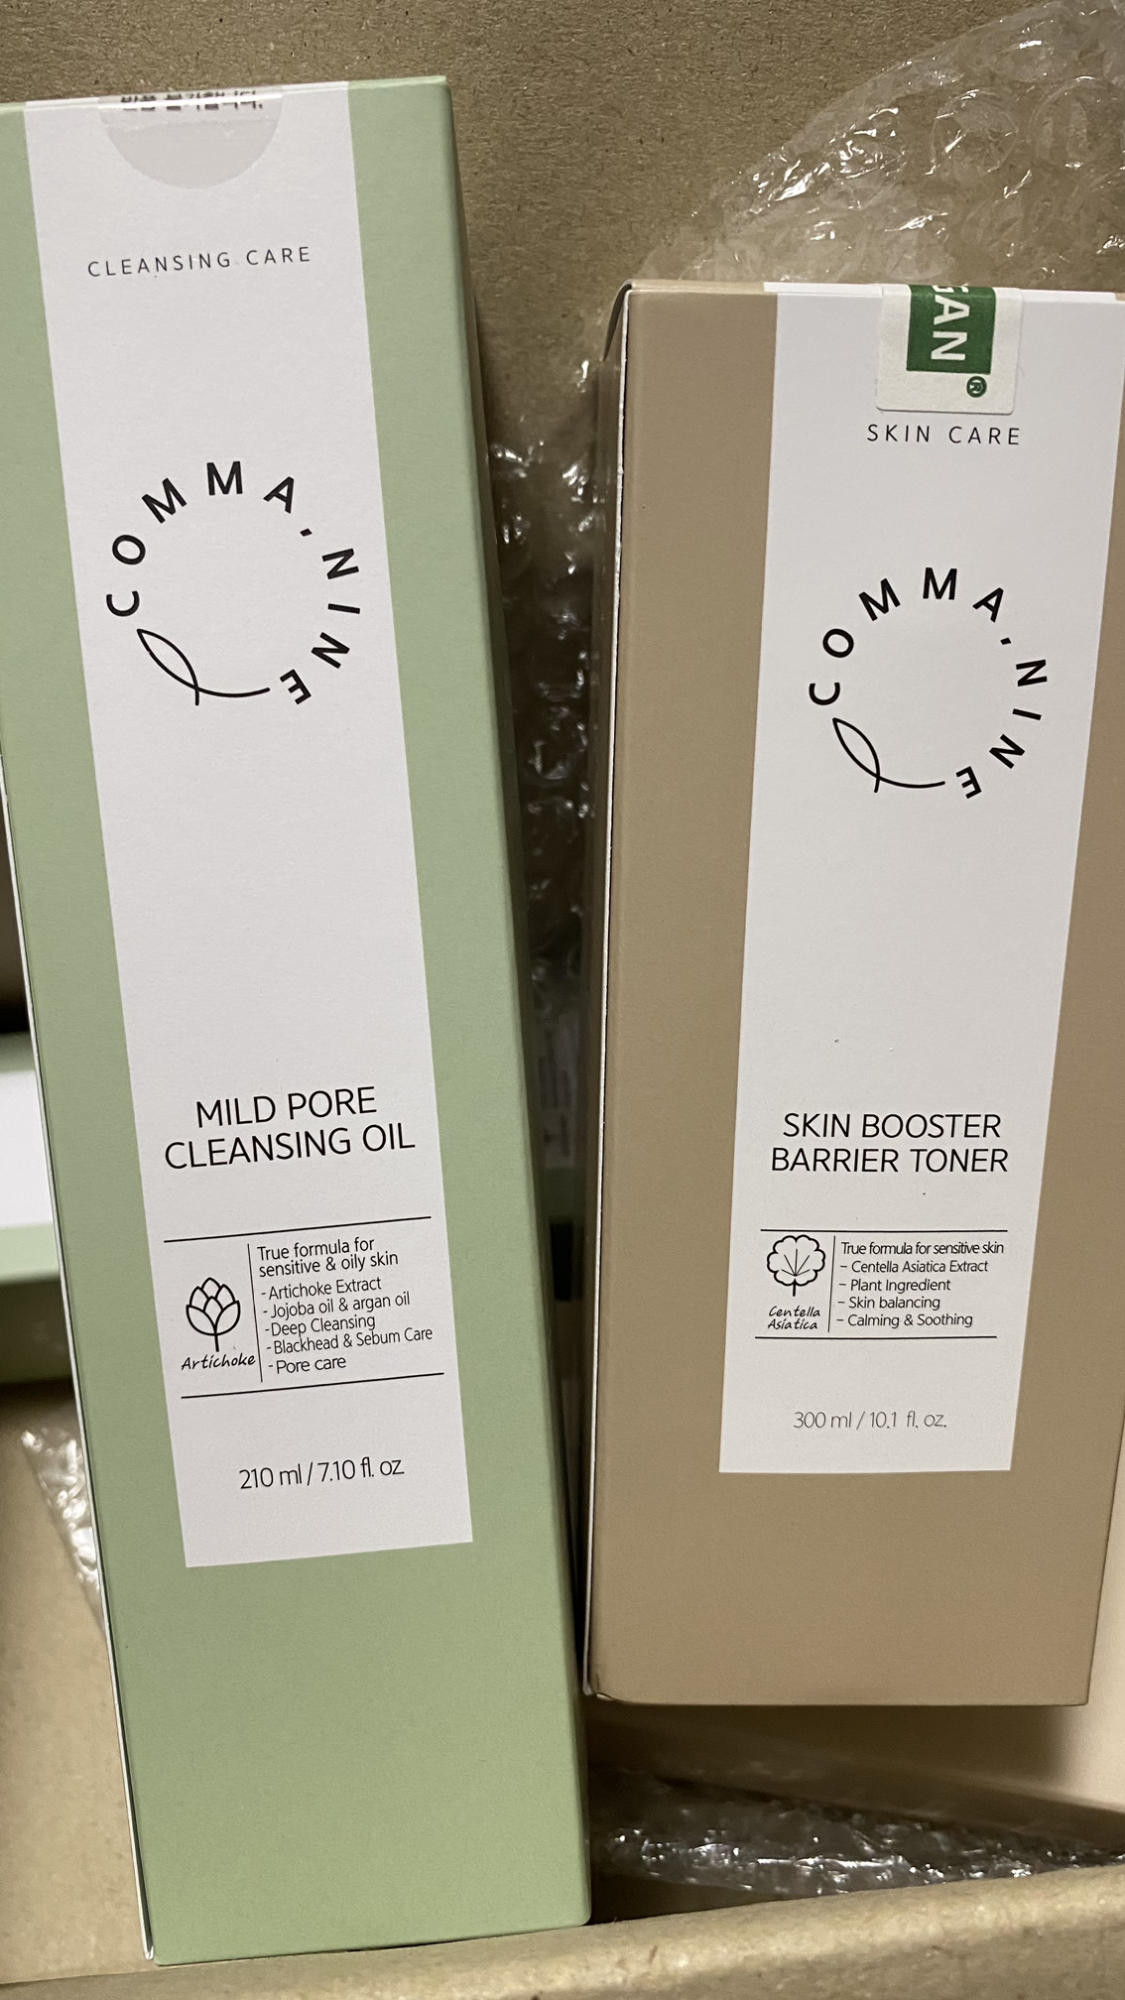 CLEANSING CARE
COMMA,NINE
MILD PORE
CLEANSING OIL
True formula for
sensitive & oily skin
-Artichoke Extract
-Jojoba oil & argan oil
-Deep Cleansing
-Blackhead & Sebum Care
-Pore care
Artichoke
210 ml / 7.10 fl. oz
GAN®
SKIN CARE
COMMA,NINE
SKIN BOOSTER
BARRIER TONER
True formula for sensitive skin
- Centella Asiatica Extract
- Plant Ingredient
- Skin balancing
- Calming & Soothing
Centella
Asiatica
300 ml / 10.1 fl. oz.